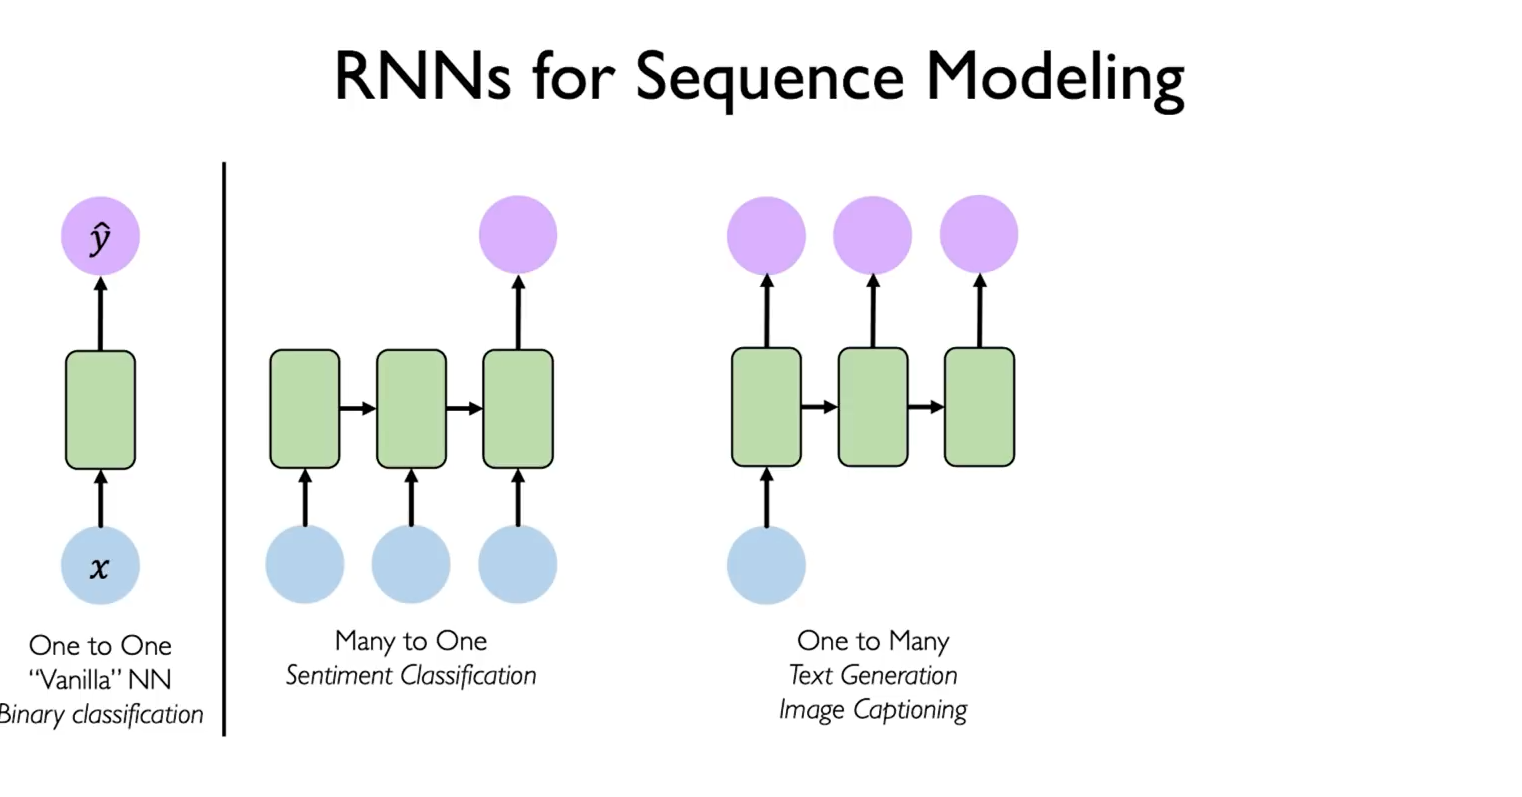 RNNs for Sequence Modeling
ŷ
x
One to One
“Vanilla” NN
Binary classification
Many to One
Sentiment Classification
One to Many
Text Generation
Image Captioning